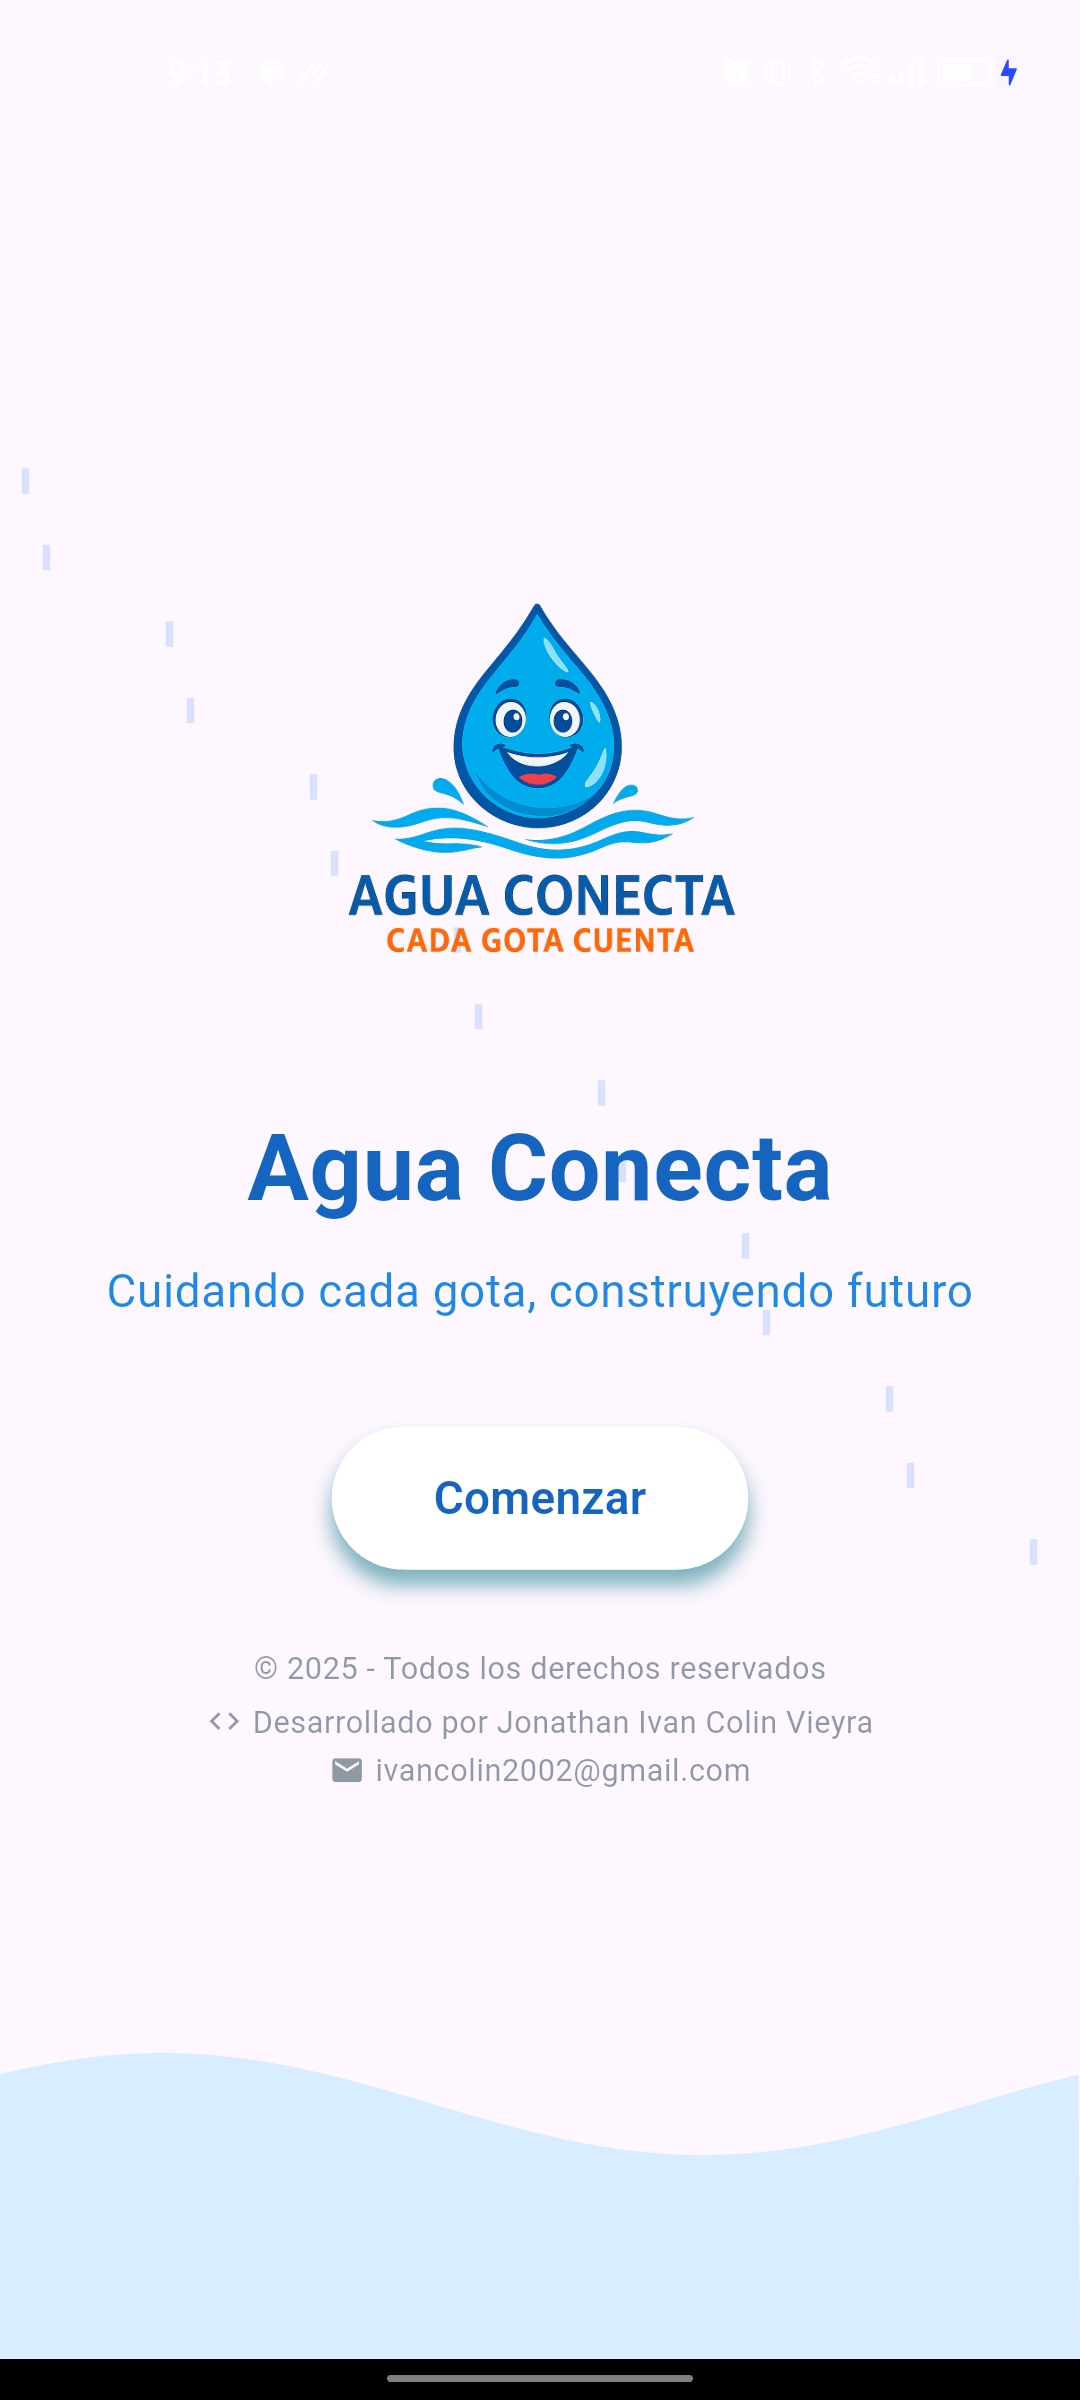 9:13
AGUA CONECTA
CADA GOTA CUENTA
Agua Conecta
Cuidando cada gota, construyendo futuro
Comenzar
© 2025 - Todos los derechos reservados
<> Desarrollado por Jonathan Ivan Colin Vieyra
ivancolin2002@gmail.com